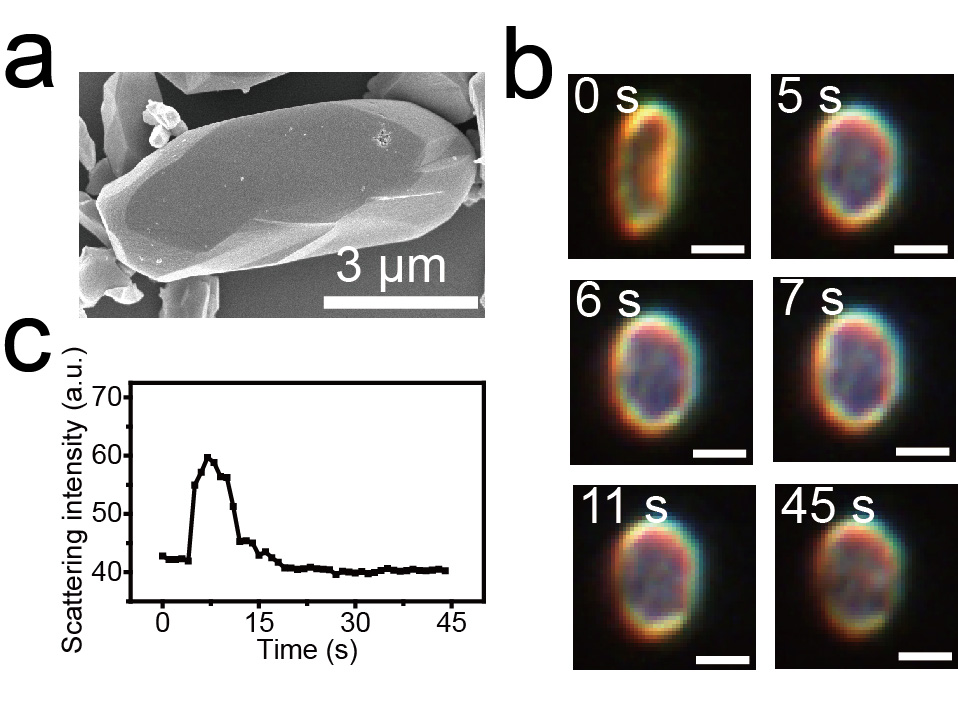 a
3 µm
b
0 s
5 s
6 s
7 s
11 s
45 s
c
Scattering intensity (a.u.)
70
60
50
40
0 15 30 45
Time (s)